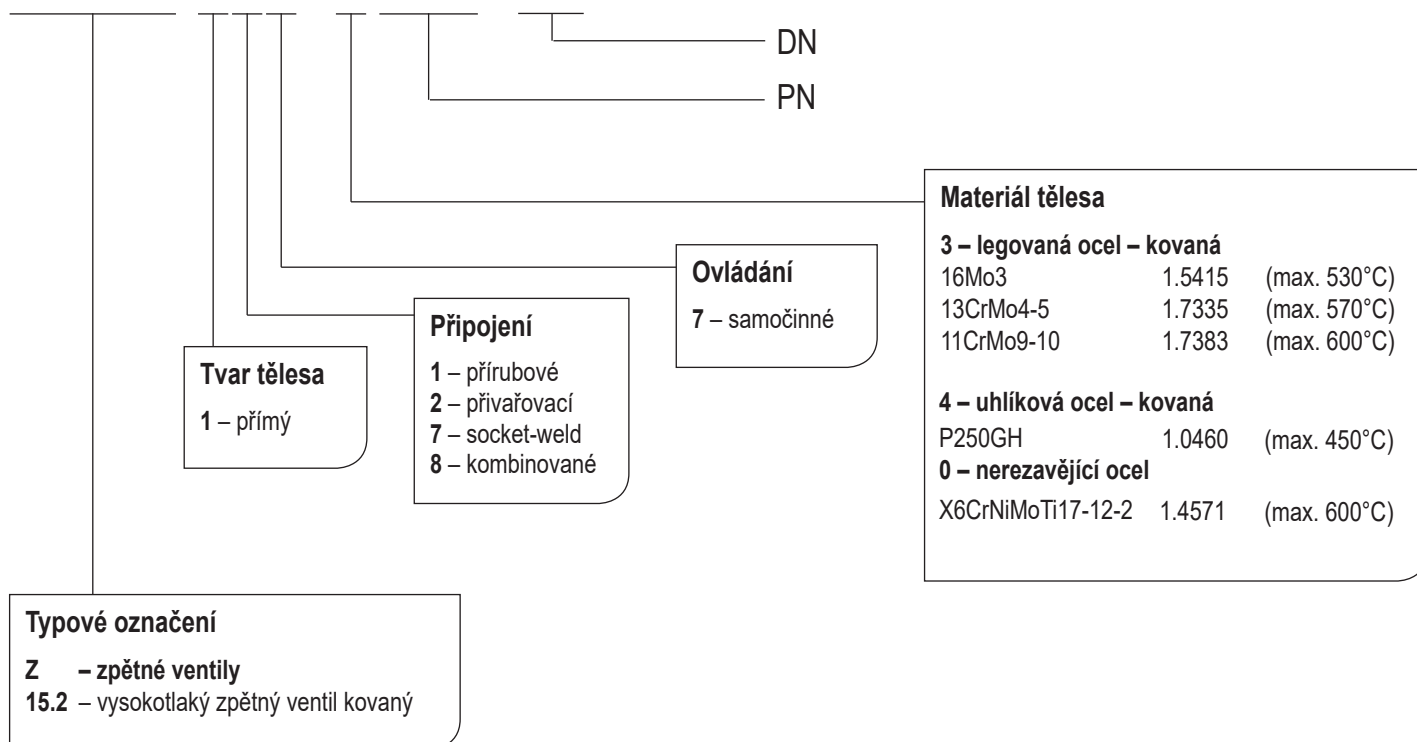 DN
PN
Materiál tělesa
3 – legovaná ocel – kovaná
16Mo3 1.5415 (max. 530°C)
13CrMo4-5 1.7335 (max. 570°C)
11CrMo9-10 1.7383 (max. 600°C)
4 – uhlíková ocel – kovaná
P250GH 1.0460 (max. 450°C)
0 – nerezavějící ocel
X6CrNiMoTi17-12-2 1.4571 (max. 600°C)
Ovládání
7 – samočinné
Připojení
1 – přírubové
2 – přivařovací
7 – socket-weld
8 – kombinované
Tvar tělesa
1 – přímý
Typové označení
Z – zpětné ventily
15.2 – vysokotlaký zpětný ventil kovaný